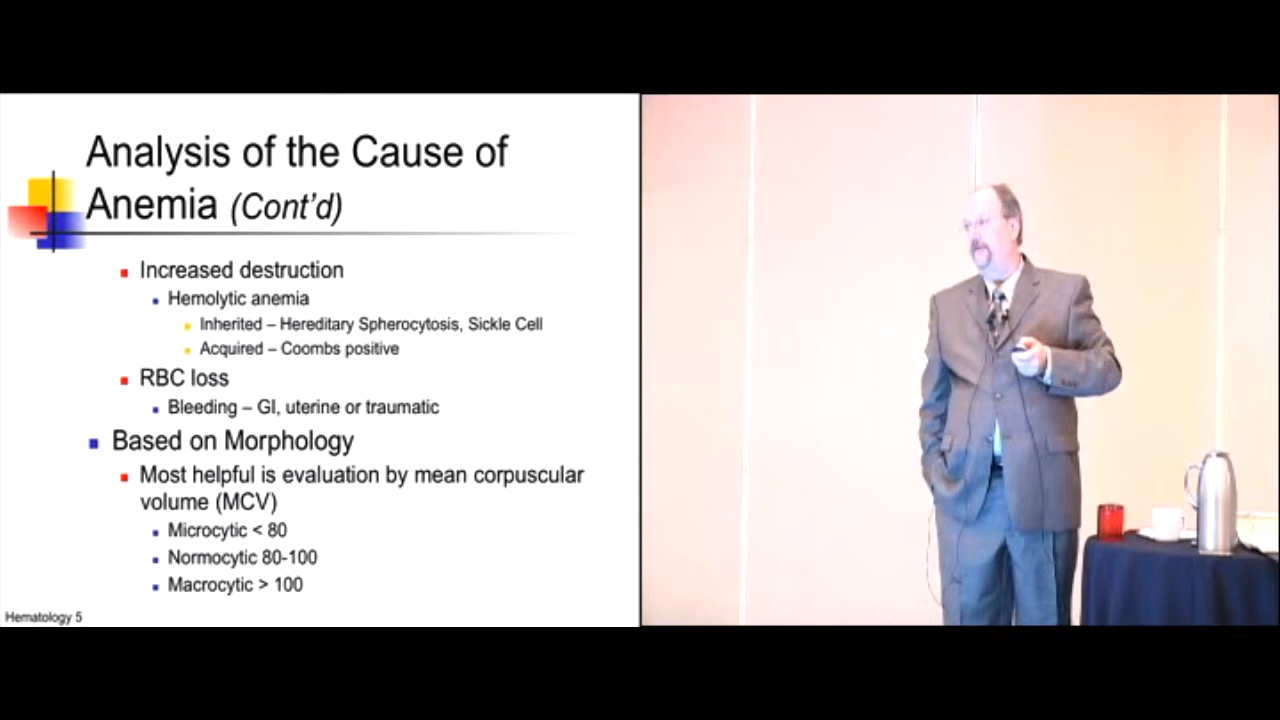 Analysis of the Cause of
Anemia (Cont'd)
Increased destruction
Hemolytic anemia
Inherited – Hereditary Spherocytosis, Sickle Cell
Acquired – Coombs positive
RBC loss
Bleeding – GI, uterine or traumatic
Based on Morphology
Most helpful is evaluation by mean corpuscular
volume (MCV)
Microcytic < 80
Normocytic 80-100
Macrocytic > 100
Hematology 5